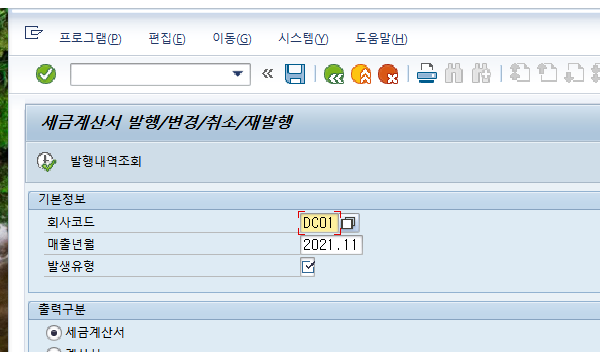 프로그램(P) 편집(E) 이동(G) 시스템(Y) 도움말(H)
세금계산서 발행/변경/취소/재발행
발행내역조회
기본정보
회사코드 DC01
매출년월 2021.11
발생유형
출력구분
세금계산서